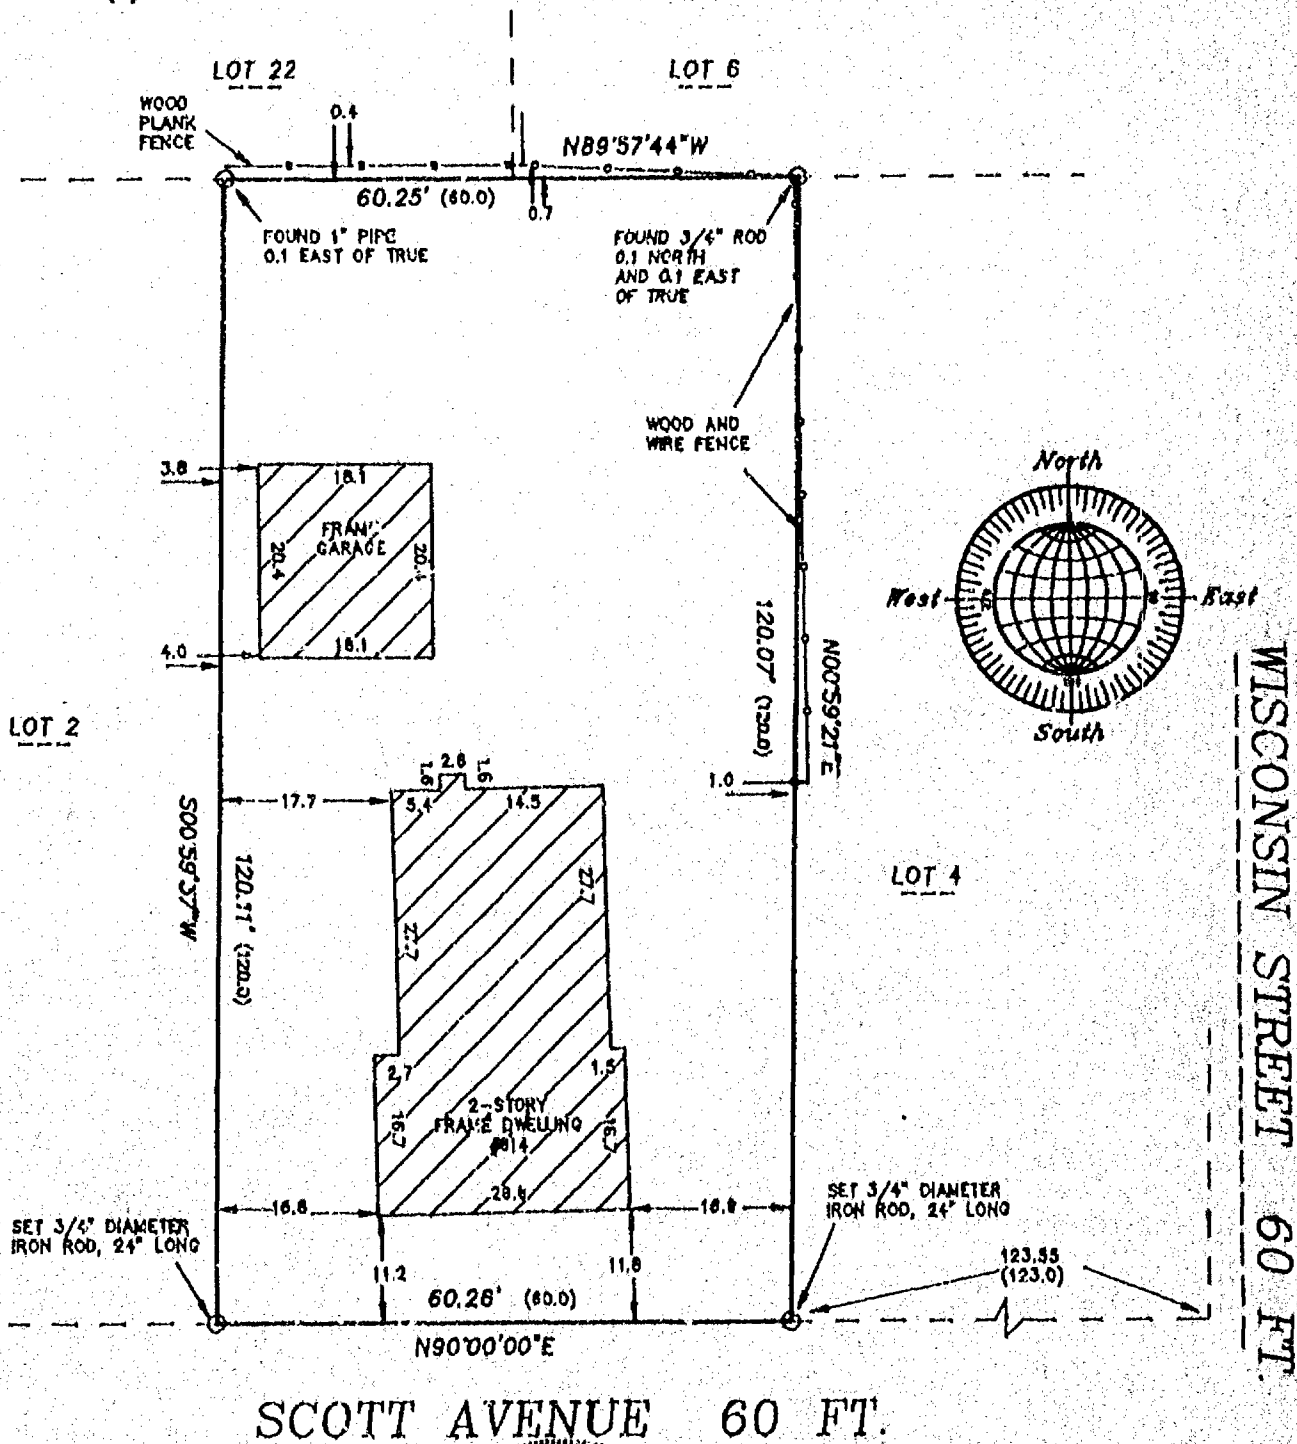 LOT 22
LOT 6
WOOD
PLANK
FENCE
0.4
N89°57'44"W
60.25' (60.0)
0.7
FOUND 1" PIPE
0.1 EAST OF TRUE
FOUND 3/4" ROD
0.1 NORTH
AND 0.1 EAST
OF TRUE
WOOD AND
WIRE FENCE
3.8
18.1
FRAME
GARAGE
20.4
20.4
18.1
4.0
North
West
East
South
LOT 2
120.07' (120.0)
N00°59'21"E
1.0
2.8
1.6
1.6
17.7
5.4
14.5
S00°59'37"W
120.11' (120.0)
27.7
27.7
LOT 4
2.7
1.5
2-STORY
FRAME DWELLING
16.7
16.7
16.8
SET 3/4" DIAMETER
IRON ROD, 24" LONG
SET 3/4" DIAMETER
IRON ROD, 24" LONG
11.2
11.8
60.26' (60.0)
N90°00'00"E
123.55
(123.0)
WISCONSIN STREET 60 FT.
SCOTT AVENUE 60 FT.